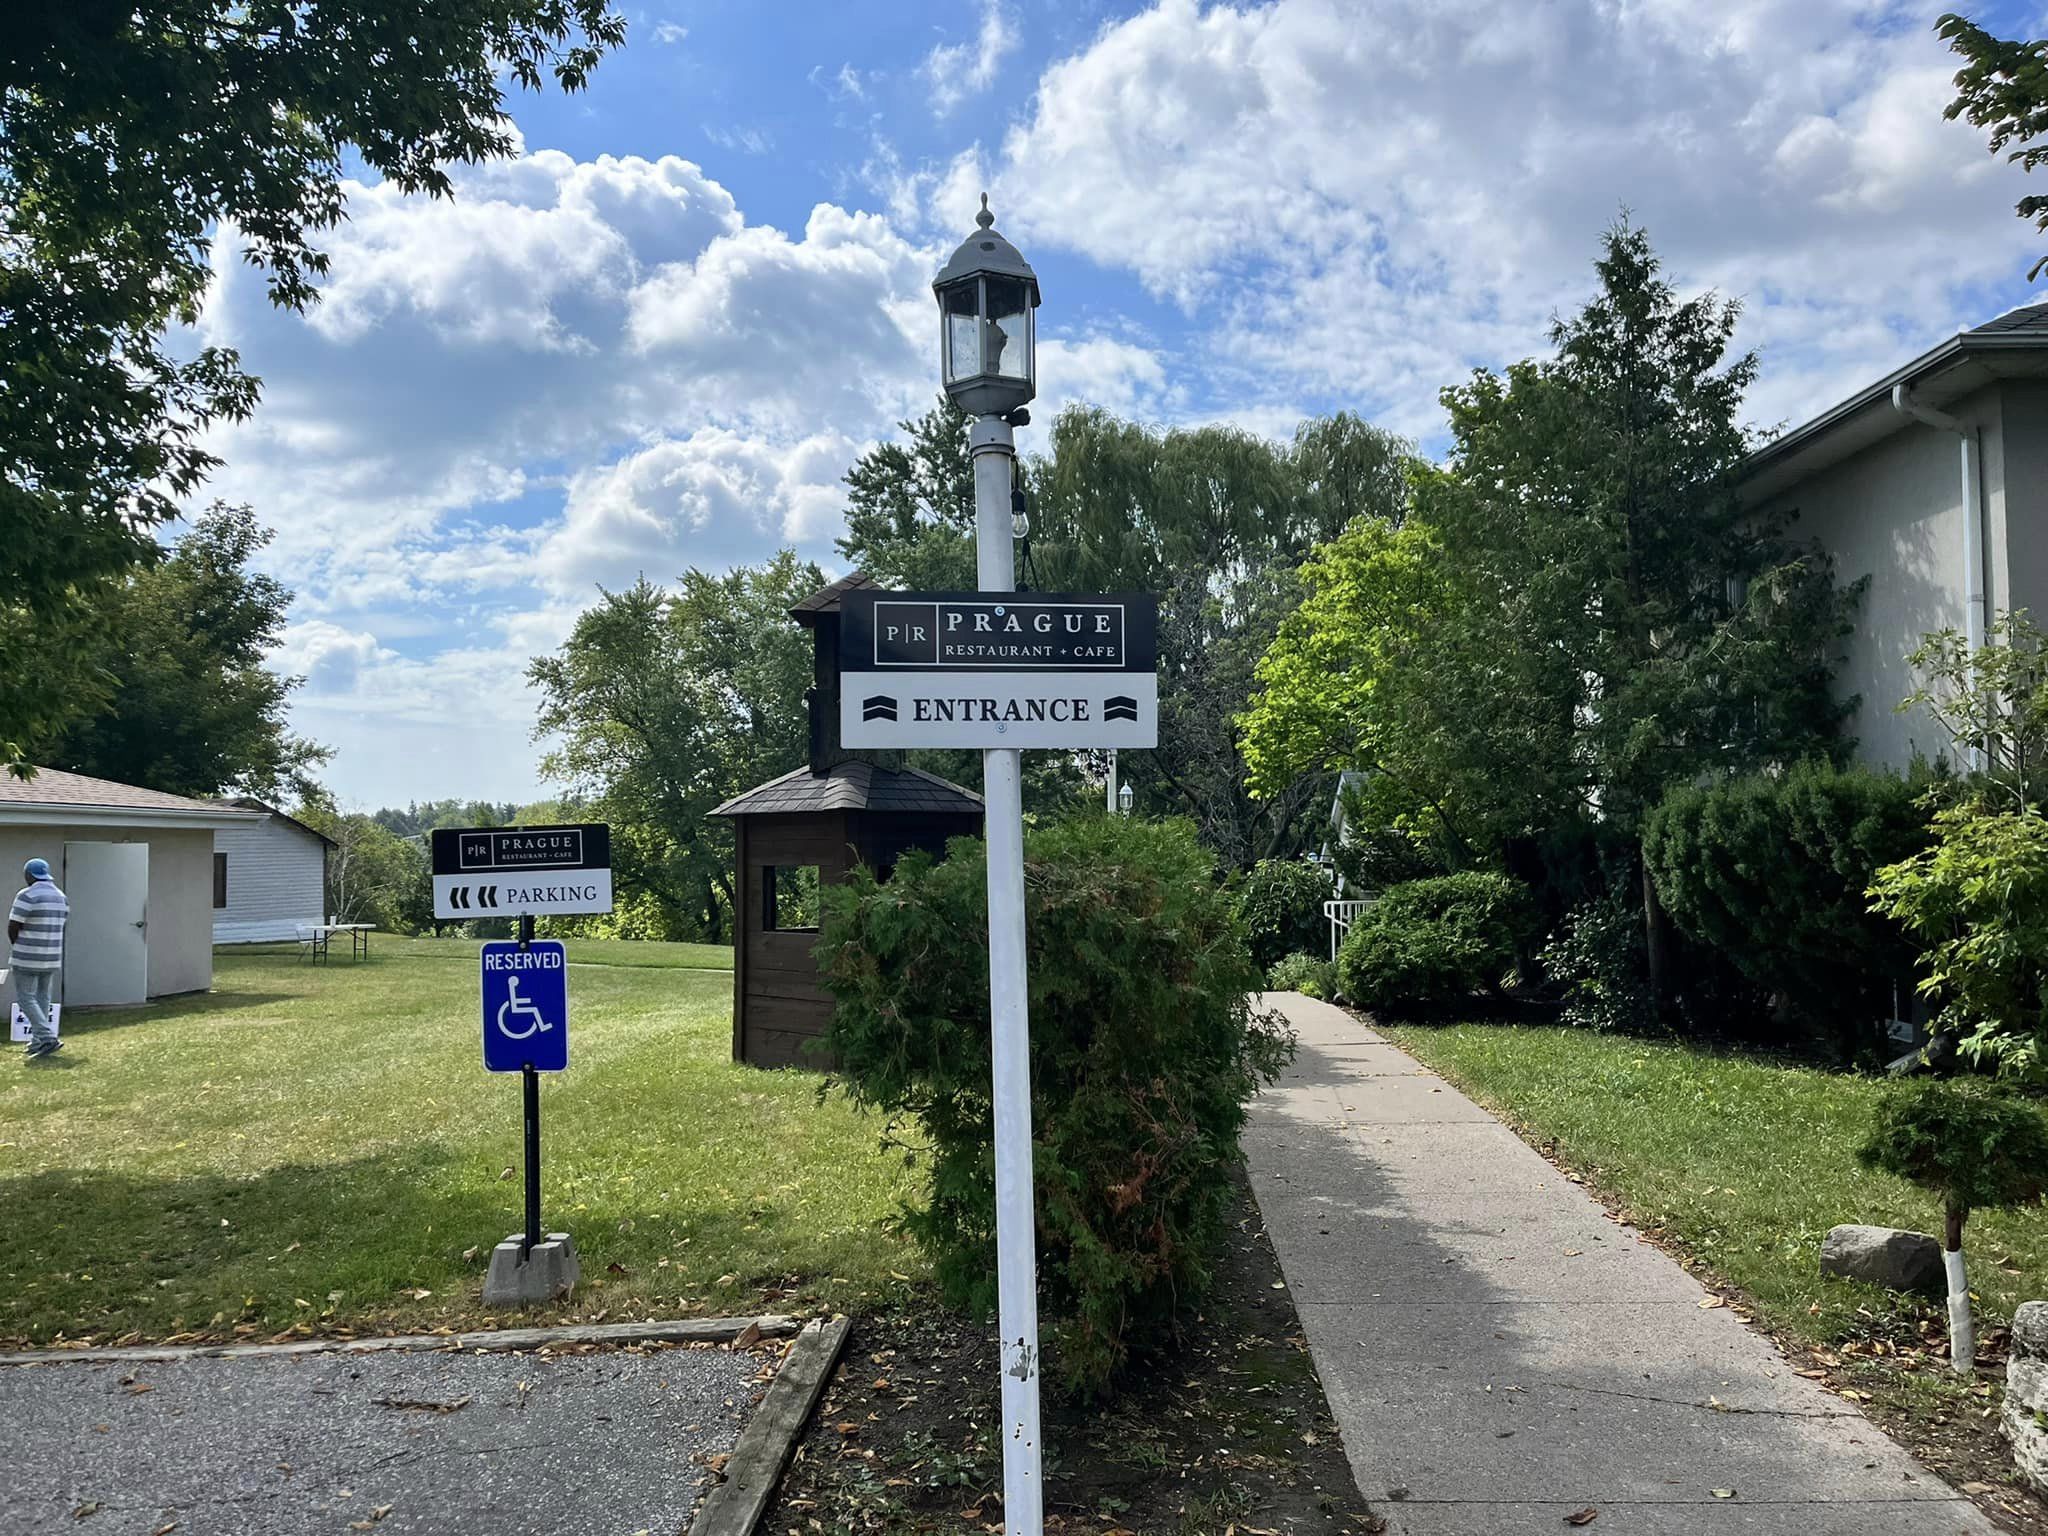 P|R
PRAGUE
RESTAURANT + CAFE
ENTRANCE
P|R
PRAGUE
RESTAURANT + CAFE
PARKING
RESERVED